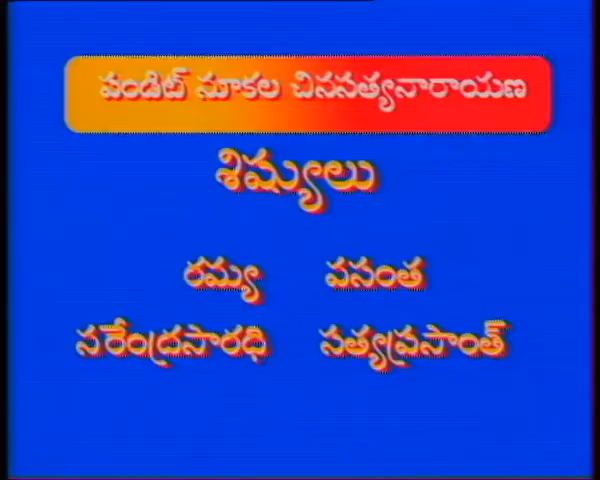 పండిట్ నూకల చినసత్యనారాయణ
శిష్యులు
రమ్య వసంత
నరేంద్రసారథి సత్యప్రసాంత్